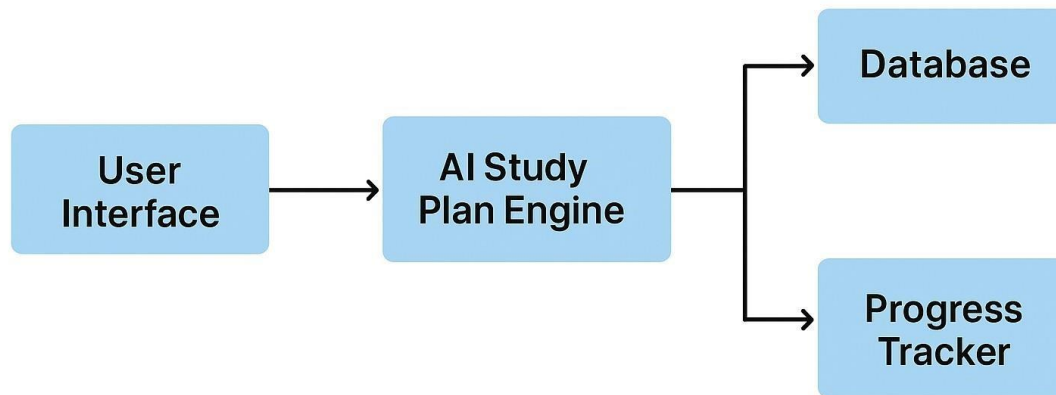 User
Interface
AI Study
Plan Engine
Database
Progress
Tracker